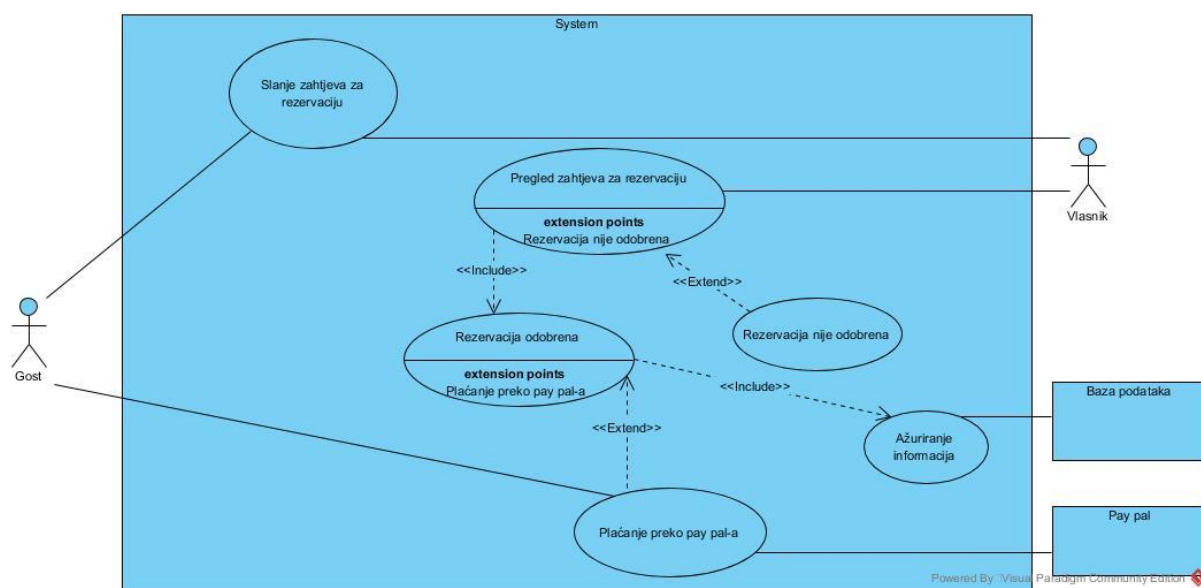 System
Slanje zahtjeva za
rezervaciju
Vlasnik
Pregled zahtjeva za rezervaciju
extension points
Rezervacija nije odobrena
<<Include>>
<<Extend>>
Rezervacija odobrena
extension points
Plaćanje preko pay pal-a
Rezervacija nije odobrena
Gost
<<Include>>
Baza podataka
<<Extend>>
Ažuriranje
informacija
Plaćanje preko pay pal-a
Pay pal
Powered By Visual Paradigm Community Edition